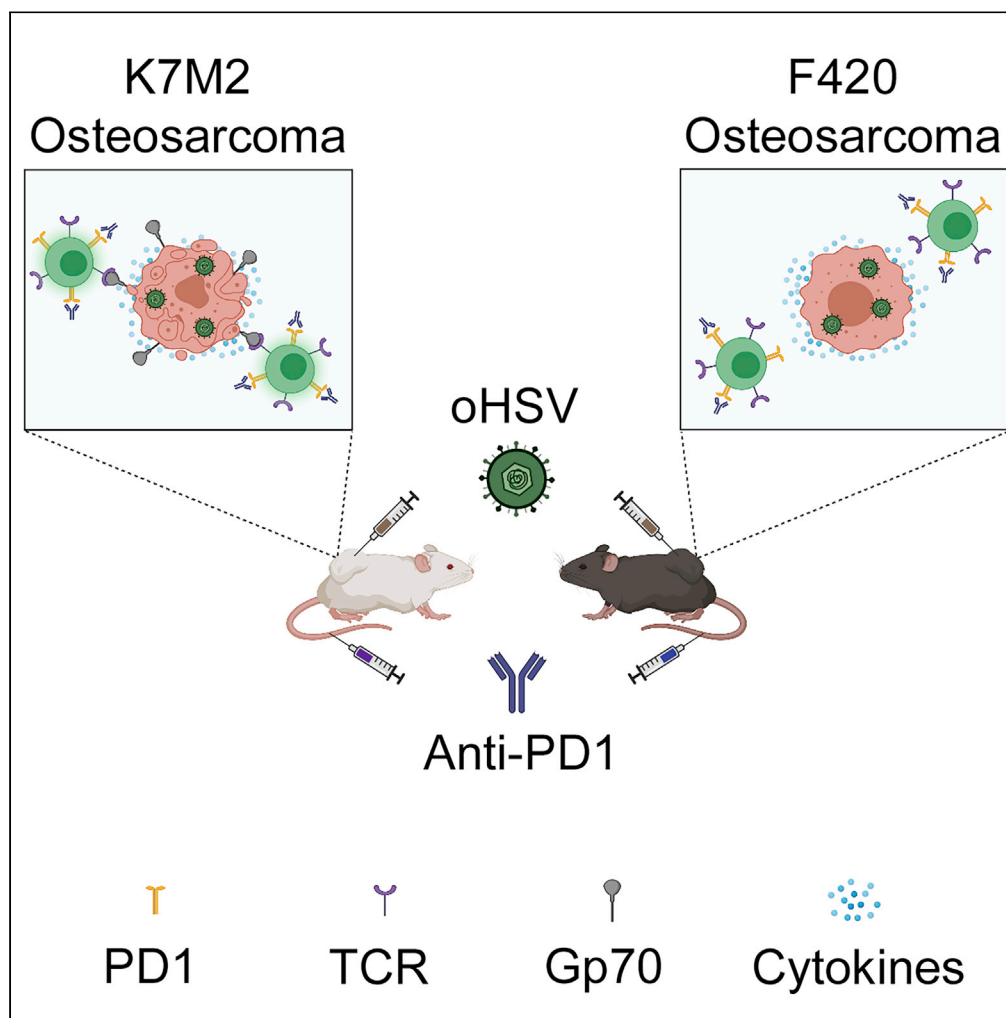 K7M2
Osteosarcoma
F420
Osteosarcoma
oHSV
Anti-PD1
PD1
TCR
Gp70
Cytokines